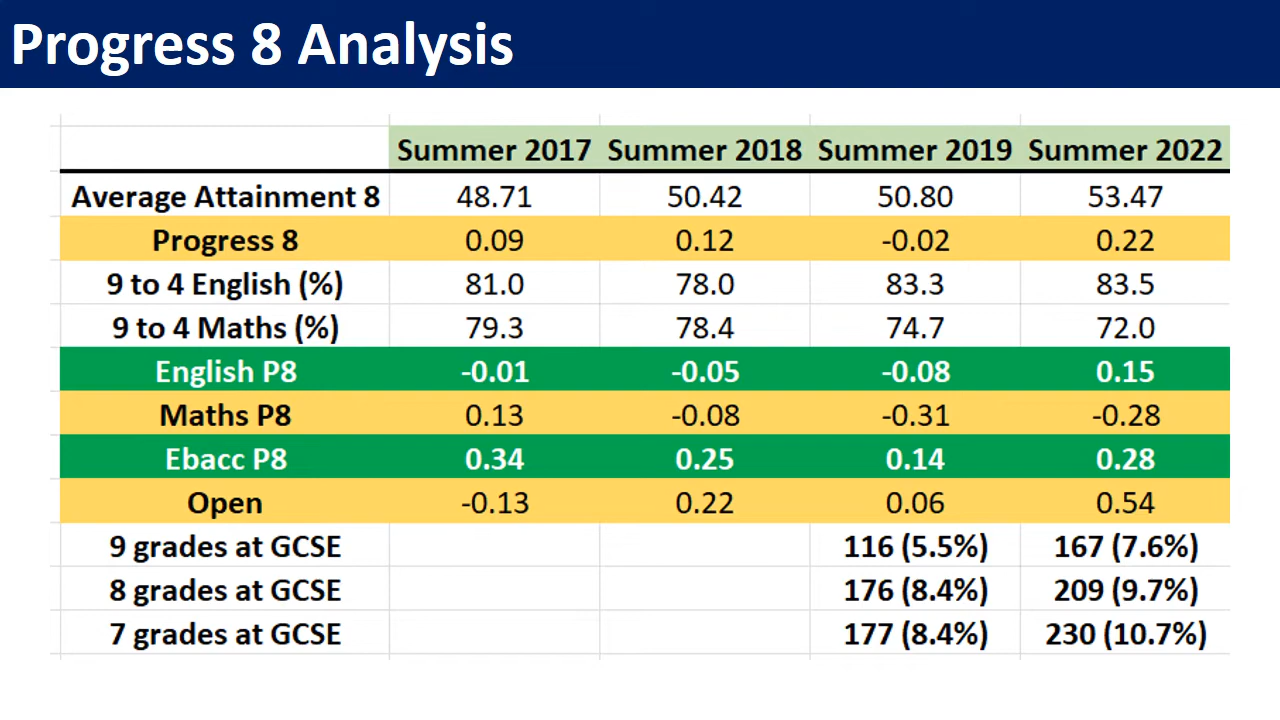 Progress 8 Analysis
Summer 2017 Summer 2018 Summer 2019 Summer 2022
Average Attainment 8 48.71 50.42 50.80 53.47
Progress 8 0.09 0.12 -0.02 0.22
9 to 4 English (%) 81.0 78.0 83.3 83.5
9 to 4 Maths (%) 79.3 78.4 74.7 72.0
English P8 -0.01 -0.05 -0.08 0.15
Maths P8 0.13 -0.08 -0.31 -0.28
Ebacc P8 0.34 0.25 0.14 0.28
Open -0.13 0.22 0.06 0.54
9 grades at GCSE 116 (5.5%) 167 (7.6%)
8 grades at GCSE 176 (8.4%) 209 (9.7%)
7 grades at GCSE 177 (8.4%) 230 (10.7%)